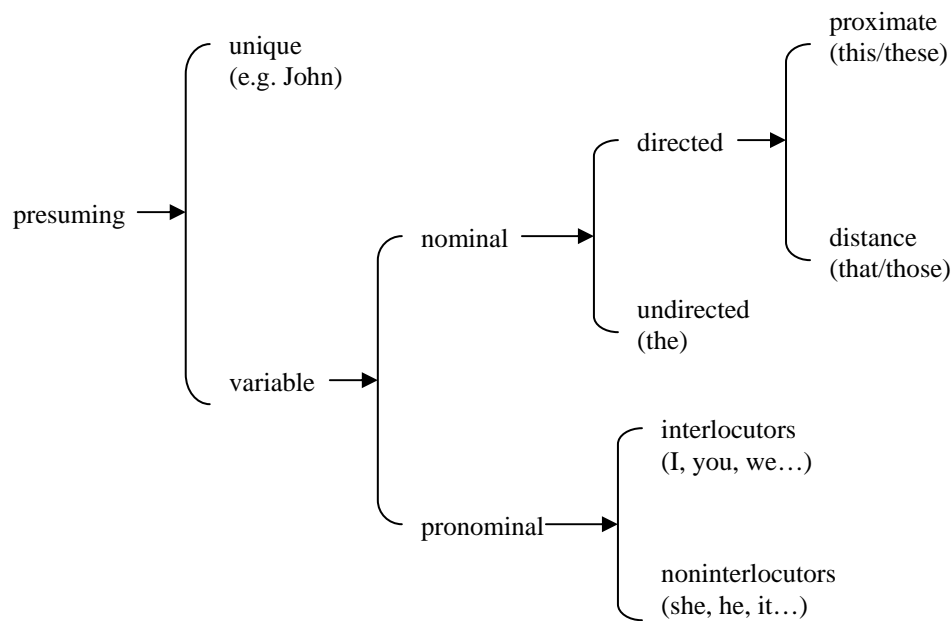 proximate
(this/these)
unique
(e.g. John)
directed
presuming
nominal
distance
(that/those)
undirected
(the)
variable
interlocutors
(I, you, we…)
pronominal
noninterlocutors
(she, he, it…)